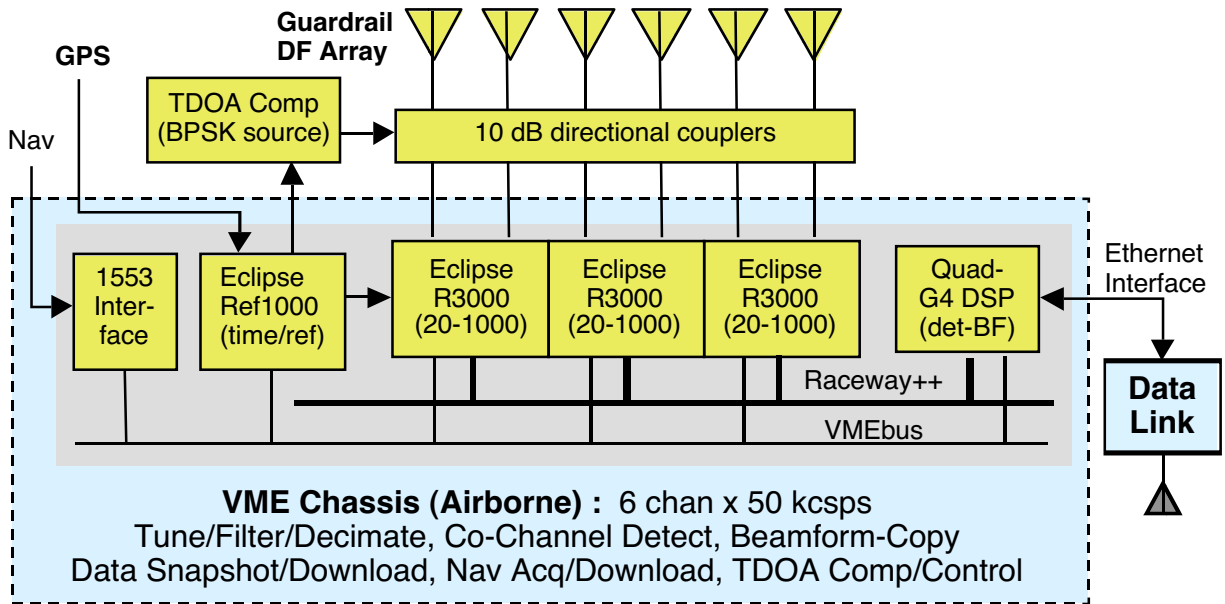 Guardrail
DF Array
GPS
TDOA Comp
(BPSK source)
10 dB directional couplers
Nav
1553
Inter-
face
Eclipse
Ref1000
(time/ref)
Eclipse
R3000
(20-1000)
Eclipse
R3000
(20-1000)
Eclipse
R3000
(20-1000)
Quad-
G4 DSP
(det-BF)
Ethernet
Interface
Raceway++
VMEbus
Data
Link
VME Chassis (Airborne) : 6 chan x 50 kcsps
Tune/Filter/Decimate, Co-Channel Detect, Beamform-Copy
Data Snapshot/Download, Nav Acq/Download, TDOA Comp/Control